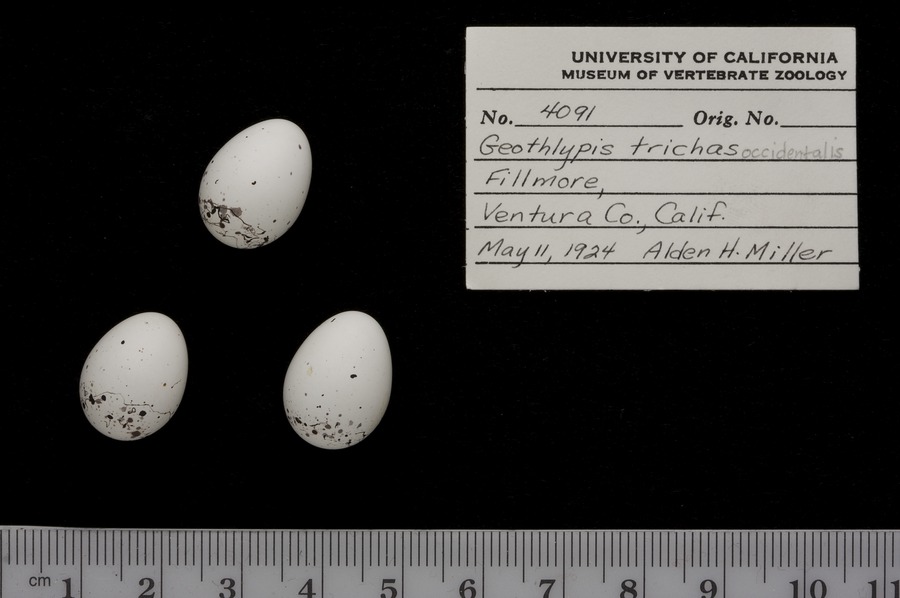 UNIVERSITY OF CALIFORNIA
MUSEUM OF VERTEBRATE ZOOLOGY
No. 4091 Orig. No.
Geothlypis trichas occidentalis
Fillmore,
Ventura Co., Calif.
May 11, 1924 Alden H. Miller
cm 1 2 3 4 5 6 7 8 9 10 11